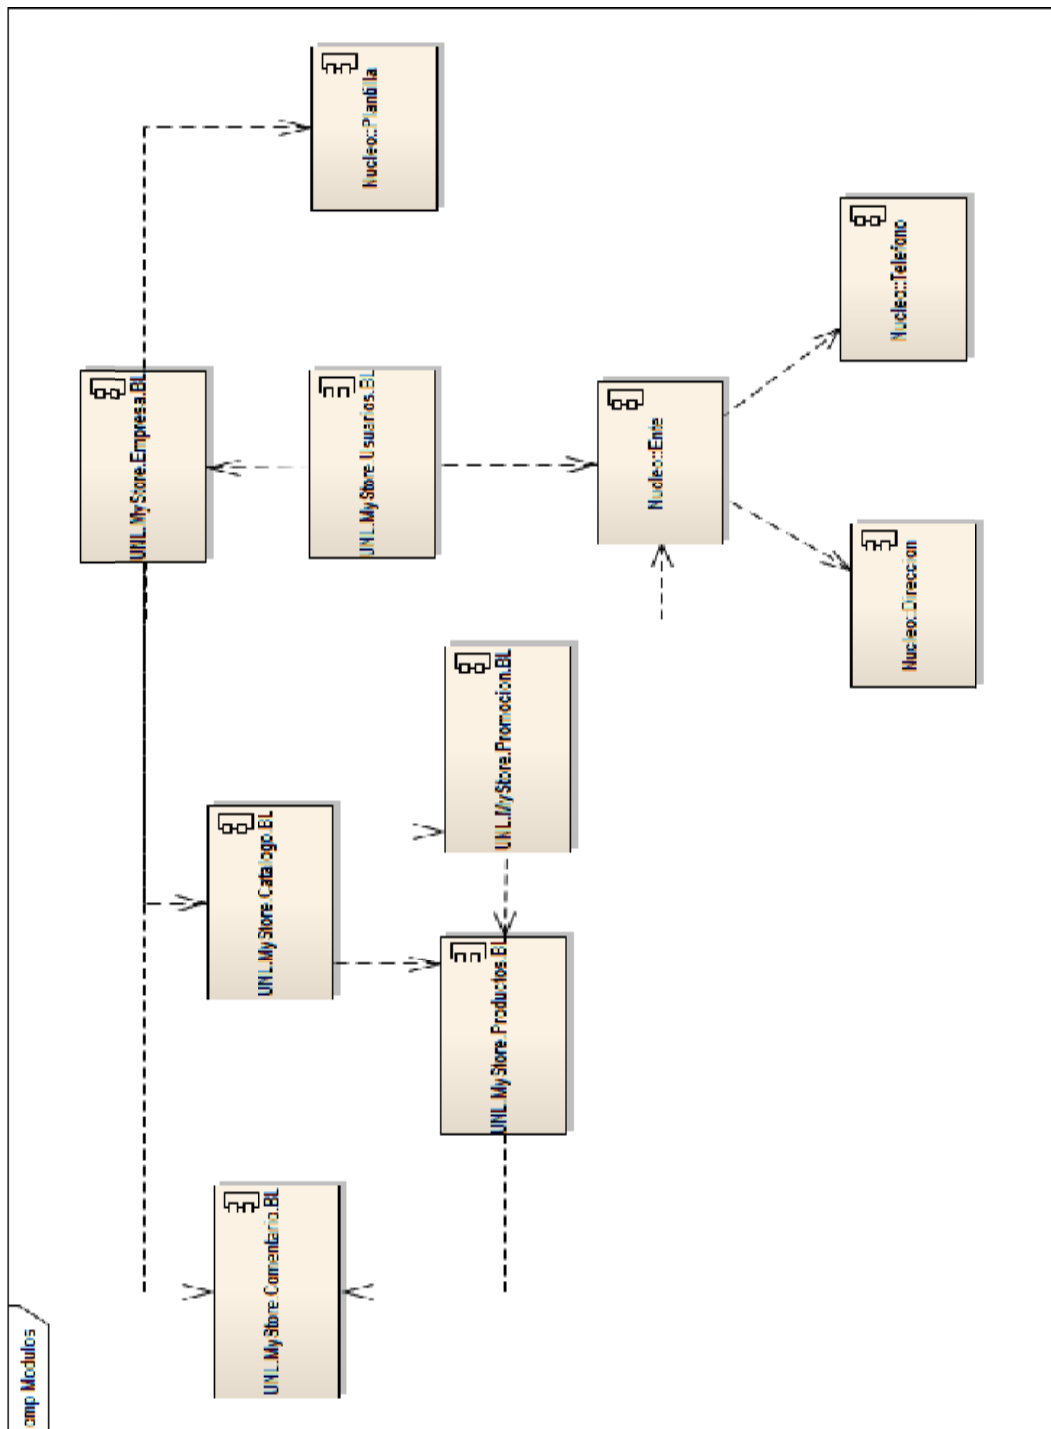 omp Modulos
UNL.MyStore.Comentario.BL
UNL.MyStore.Catalogo.BL
UNL.MyStore.Empresa.BL
UNL.MyStore.Productos.BL
UNL.MyStore.Promocion.BL
UNL.MyStore.Usuarios.BL
Nucleo::Plantilla
Nucleo::Ente
Nucleo::Direccion
Nucleo::Telefono